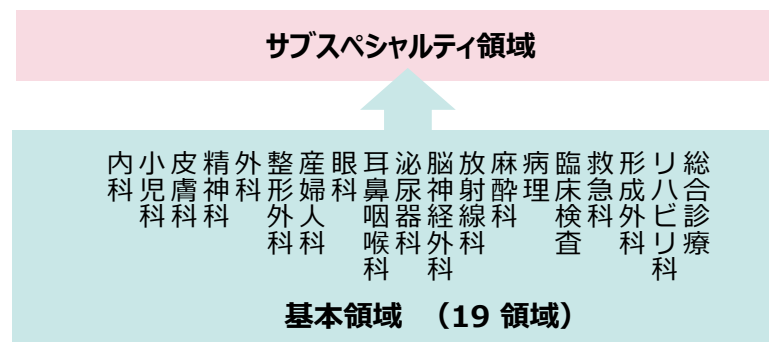 サブスペシャルティ領域
内科
小児科
皮膚科
精神科
外科
整形外科
産婦人科
眼科
耳鼻咽喉科
泌尿器科
脳神経外科
放射線科
麻酔科
病理
臨床検査
救急科
形成外科
リハビリ科
総合診療
基本領域 （19 領域）